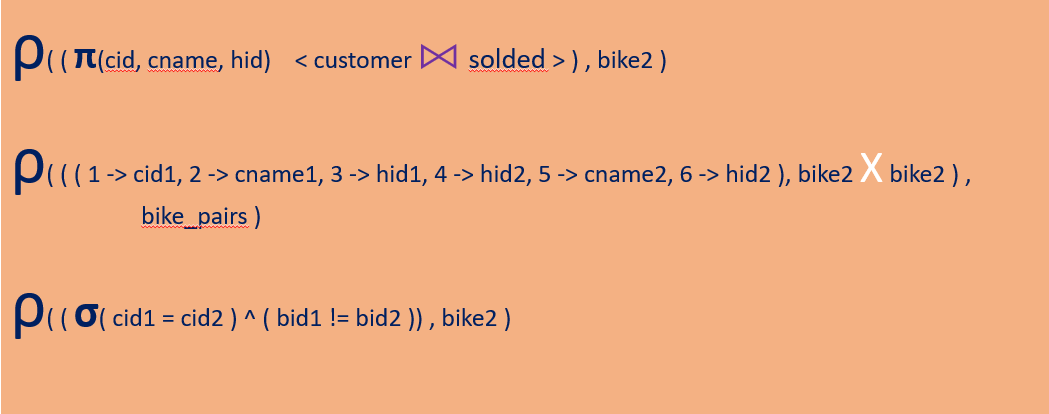 ρ( ( π(cid, cname, hid) < customer ⋈ solded > ) , bike2 )
ρ( ( ( 1 -> cid1, 2 -> cname1, 3 -> hid1, 4 -> hid2, 5 -> cname2, 6 -> hid2 ), bike2 X bike2 ) ,
bike_pairs )
ρ( ( σ( cid1 = cid2 ) ^ ( bid1 != bid2 )) , bike2 )